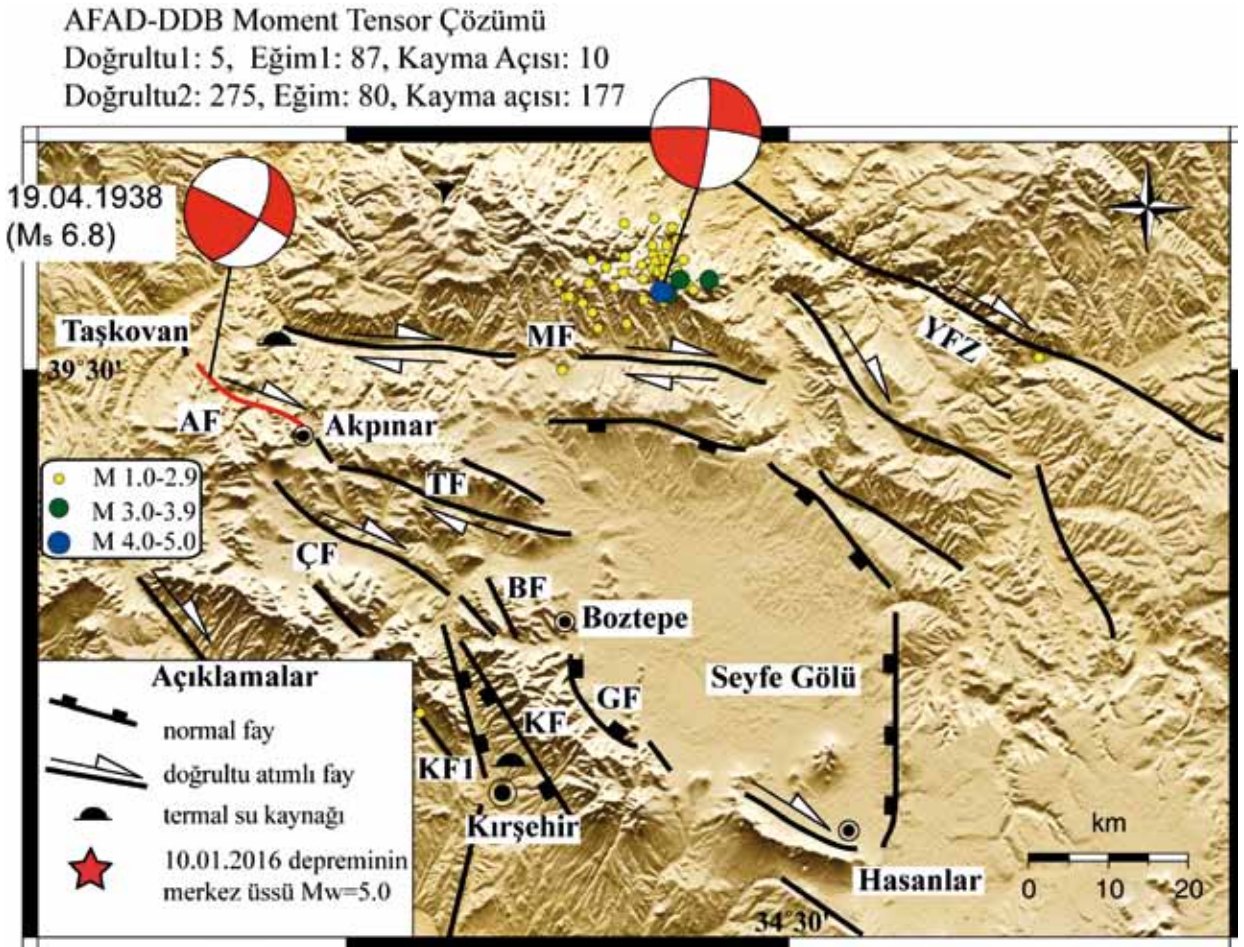 AFAD-DDB Moment Tensor Çözümü
Doğrultu1: 5, Eğim1: 87, Kayma Açısı: 10
Doğrultu2: 275, Eğim: 80, Kayma açısı: 177
19.04.1938
(Ms 6.8)
Taşkovan
39°30'
MF
YFZ
AF
Akpınar
M 1.0-2.9
M 3.0-3.9
M 4.0-5.0
TF
ÇF
BF
Boztepe
Seyfe Gölü
GF
KF
KF1
Kırşehir
Hasanlar
34°30'
km
0 10 20
Açıklamalar
normal fay
doğrultu atımlı fay
termal su kaynağı
10.01.2016 depreminin
merkez üssü Mw=5.0